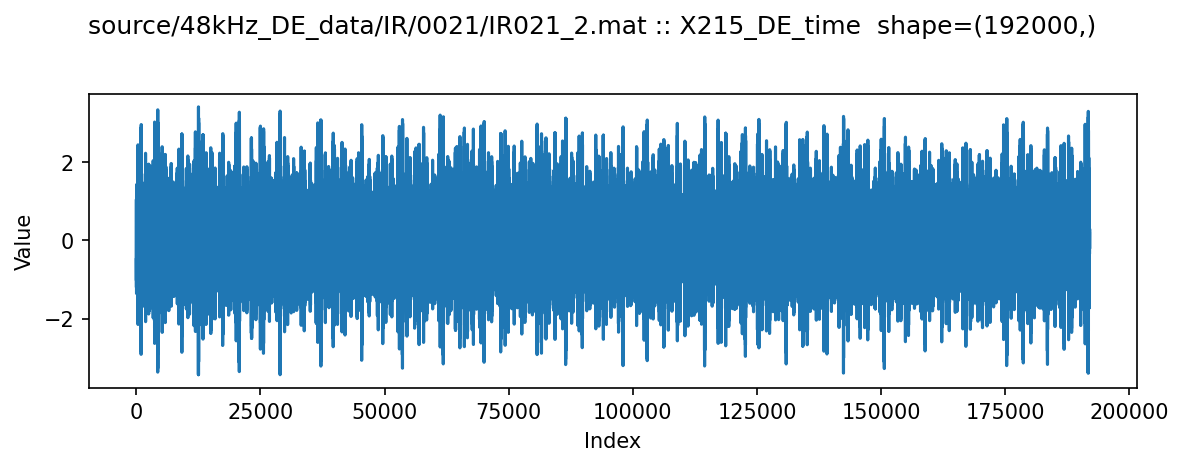 source/48kHz_DE_data/IR/0021/IR021_2.mat :: X215_DE_time  shape=(192000,)
2
0
−2
Value
0 25000 50000 75000 100000 125000 150000 175000 200000
Index